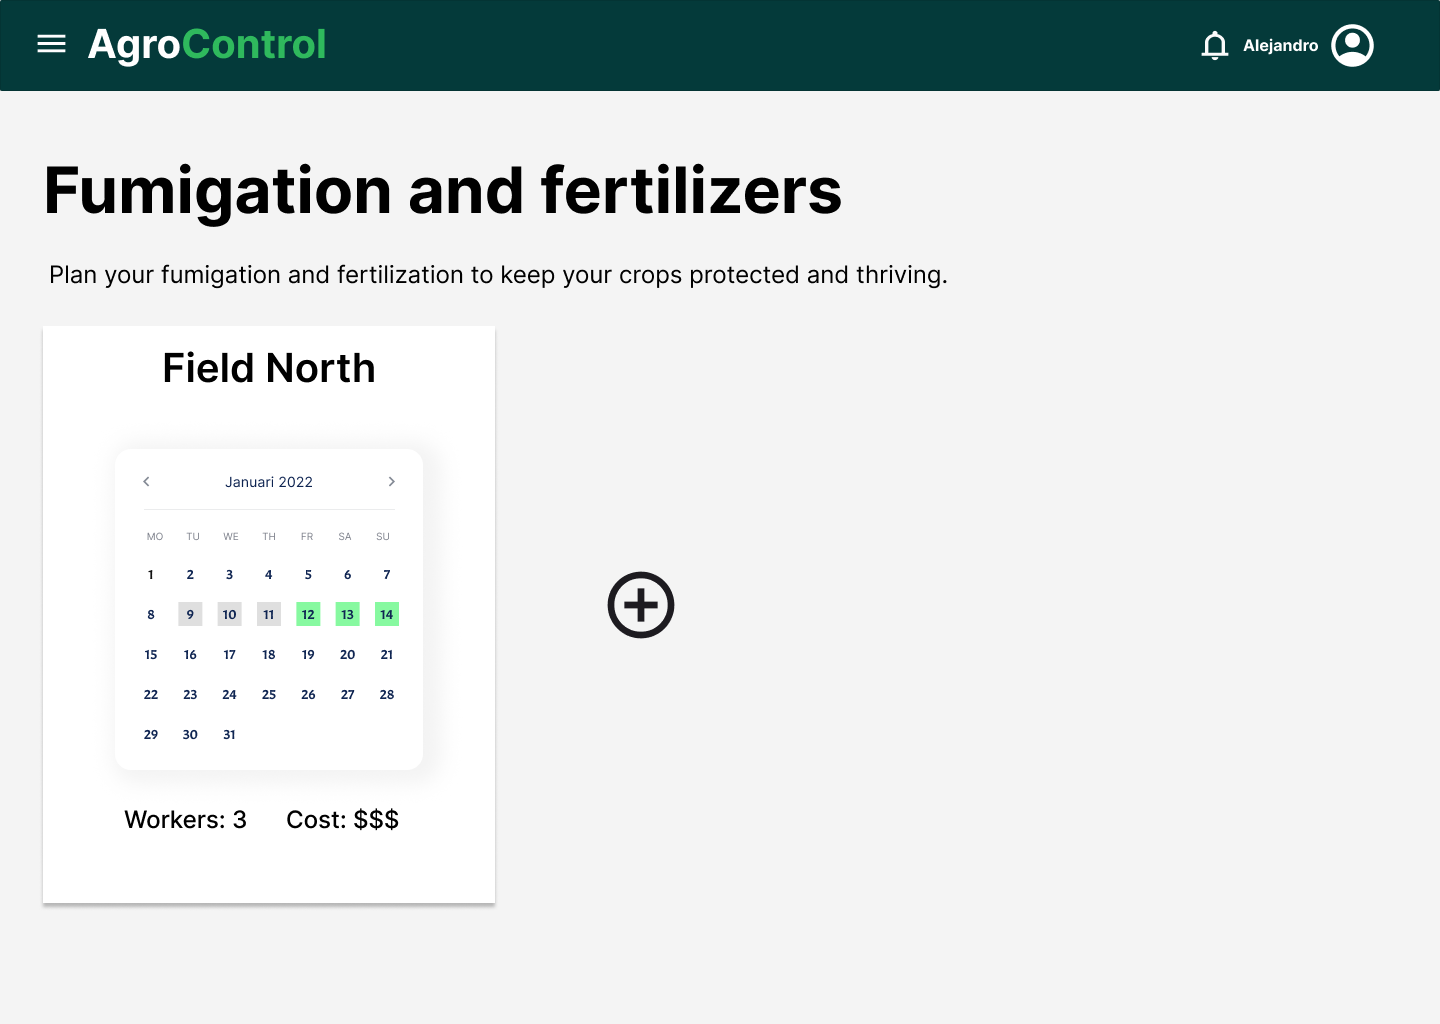 AgroControl
Alejandro
Fumigation and fertilizers
Plan your fumigation and fertilization to keep your crops protected and thriving.
Field North
Januari 2022
MO TU WE TH FR SA SU
1 2 3 4 5 6 7
8 9 10 11 12 13 14
15 16 17 18 19 20 21
22 23 24 25 26 27 28
29 30 31
Workers: 3 Cost: $$$